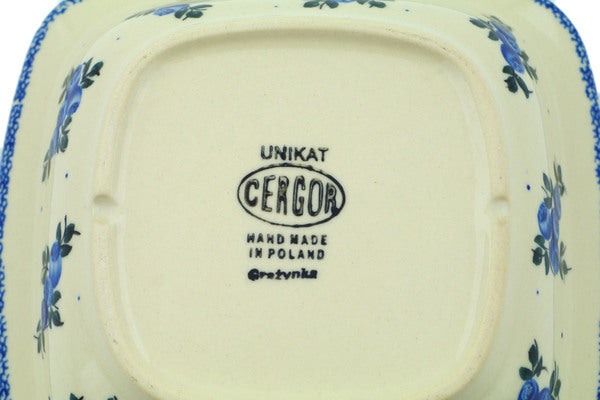 UNIKAT
CERGOR
HAND MADE
IN POLAND
Grażynka